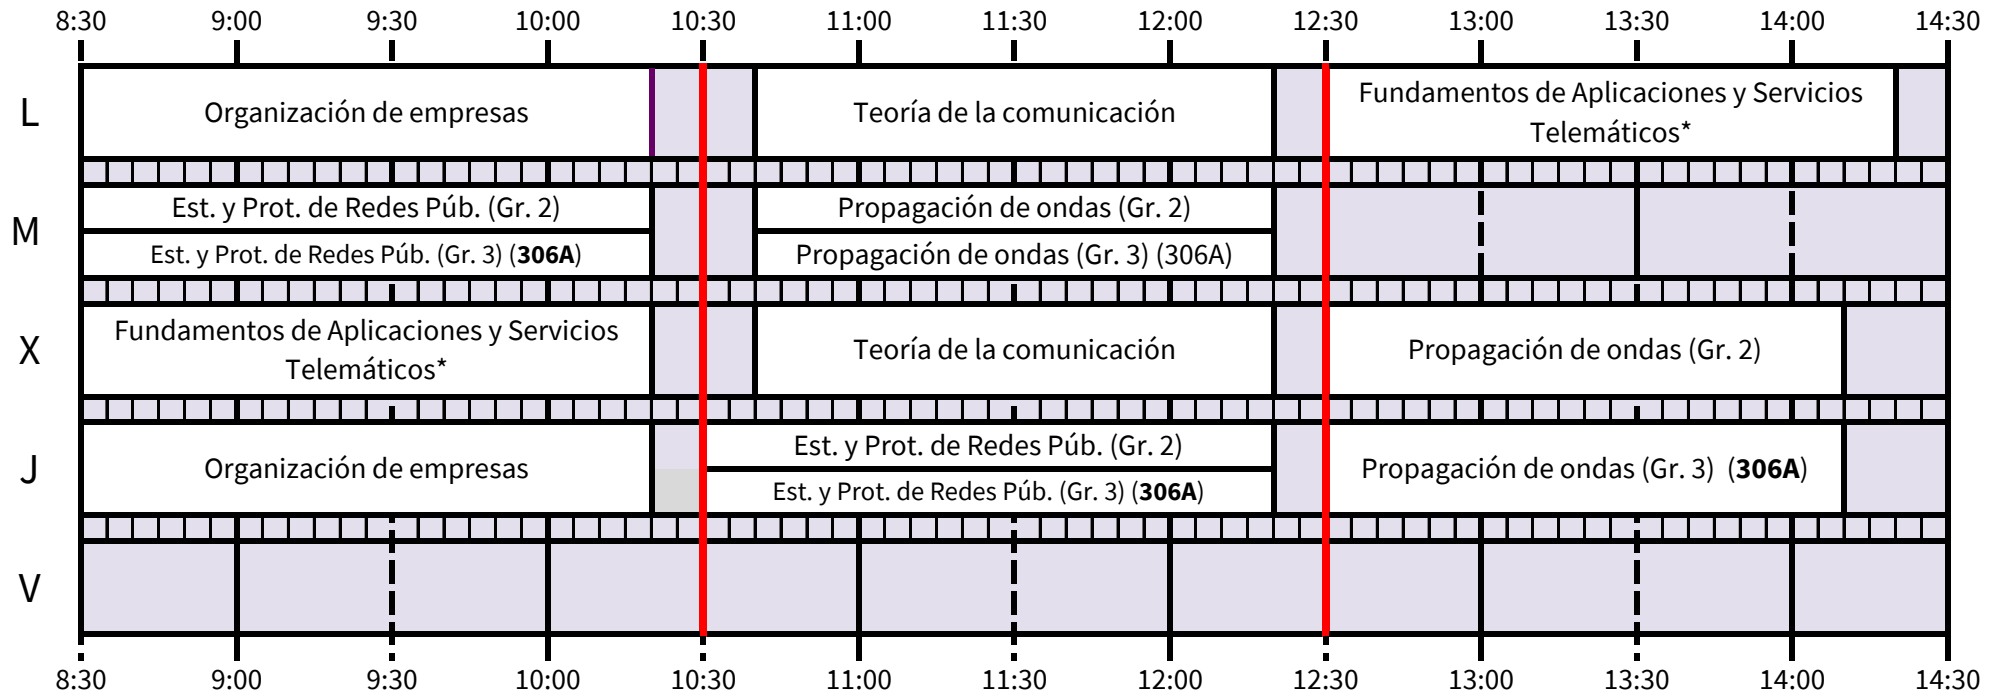 8:30 9:00 9:30 10:00 10:30 11:00 11:30 12:00 12:30 13:00 13:30 14:00 14:30
L
Organización de empresas
Teoría de la comunicación
Fundamentos de Aplicaciones y Servicios
Telemáticos*
M
Est. y Prot. de Redes Púb. (Gr. 2)
Est. y Prot. de Redes Púb. (Gr. 3) (306A)
Propagación de ondas (Gr. 2)
Propagación de ondas (Gr. 3) (306A)
X
Fundamentos de Aplicaciones y Servicios
Telemáticos*
Teoría de la comunicación
Propagación de ondas (Gr. 2)
J
Organización de empresas
Est. y Prot. de Redes Púb. (Gr. 2)
Est. y Prot. de Redes Púb. (Gr. 3) (306A)
Propagación de ondas (Gr. 3) (306A)
V
8:30 9:00 9:30 10:00 10:30 11:00 11:30 12:00 12:30 13:00 13:30 14:00 14:30